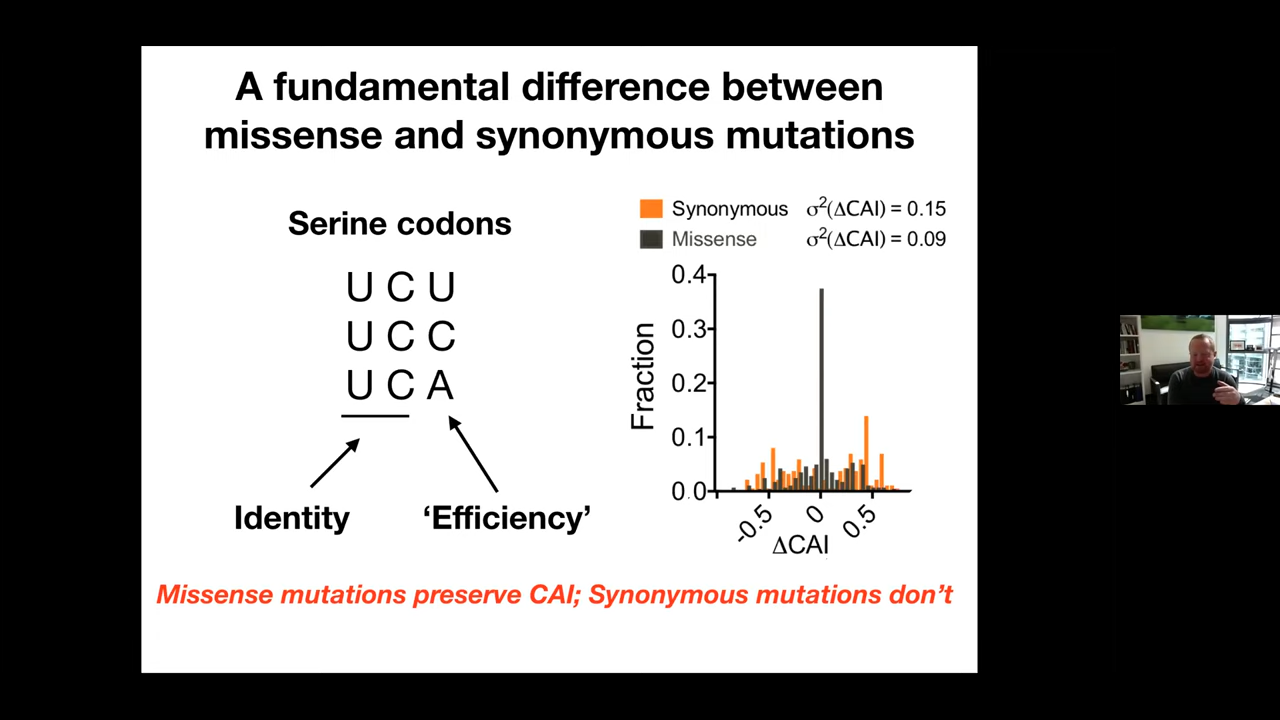 A fundamental difference between
missense and synonymous mutations
Serine codons
U C U
U C C
U C A
Identity
‘Efficiency’
Synonymous σ²(ΔCAI) = 0.15
Missense σ²(ΔCAI) = 0.09
Fraction
0.4
0.3
0.2
0.1
0.0
-0.5
0
0.5
ΔCAI
Missense mutations preserve CAI; Synonymous mutations don’t